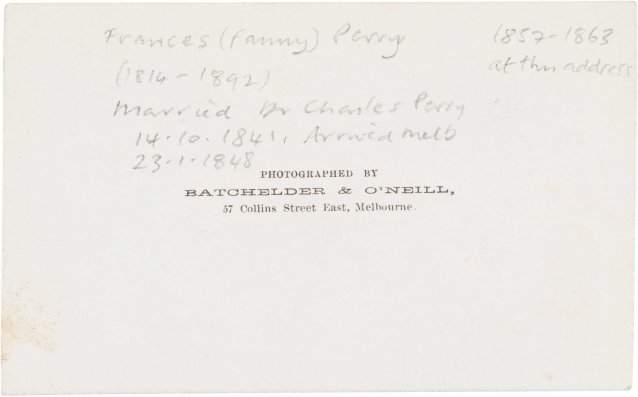 Frances (Fanny) Perry
(1814 - 1892)
Married Dr Charles Perry
14.10.1841, Arrived Melb
23.1.1848
1857-1863
at this address
PHOTOGRAPHED BY
BATCHELDER & O'NEILL,
57 Collins Street East, Melbourne.